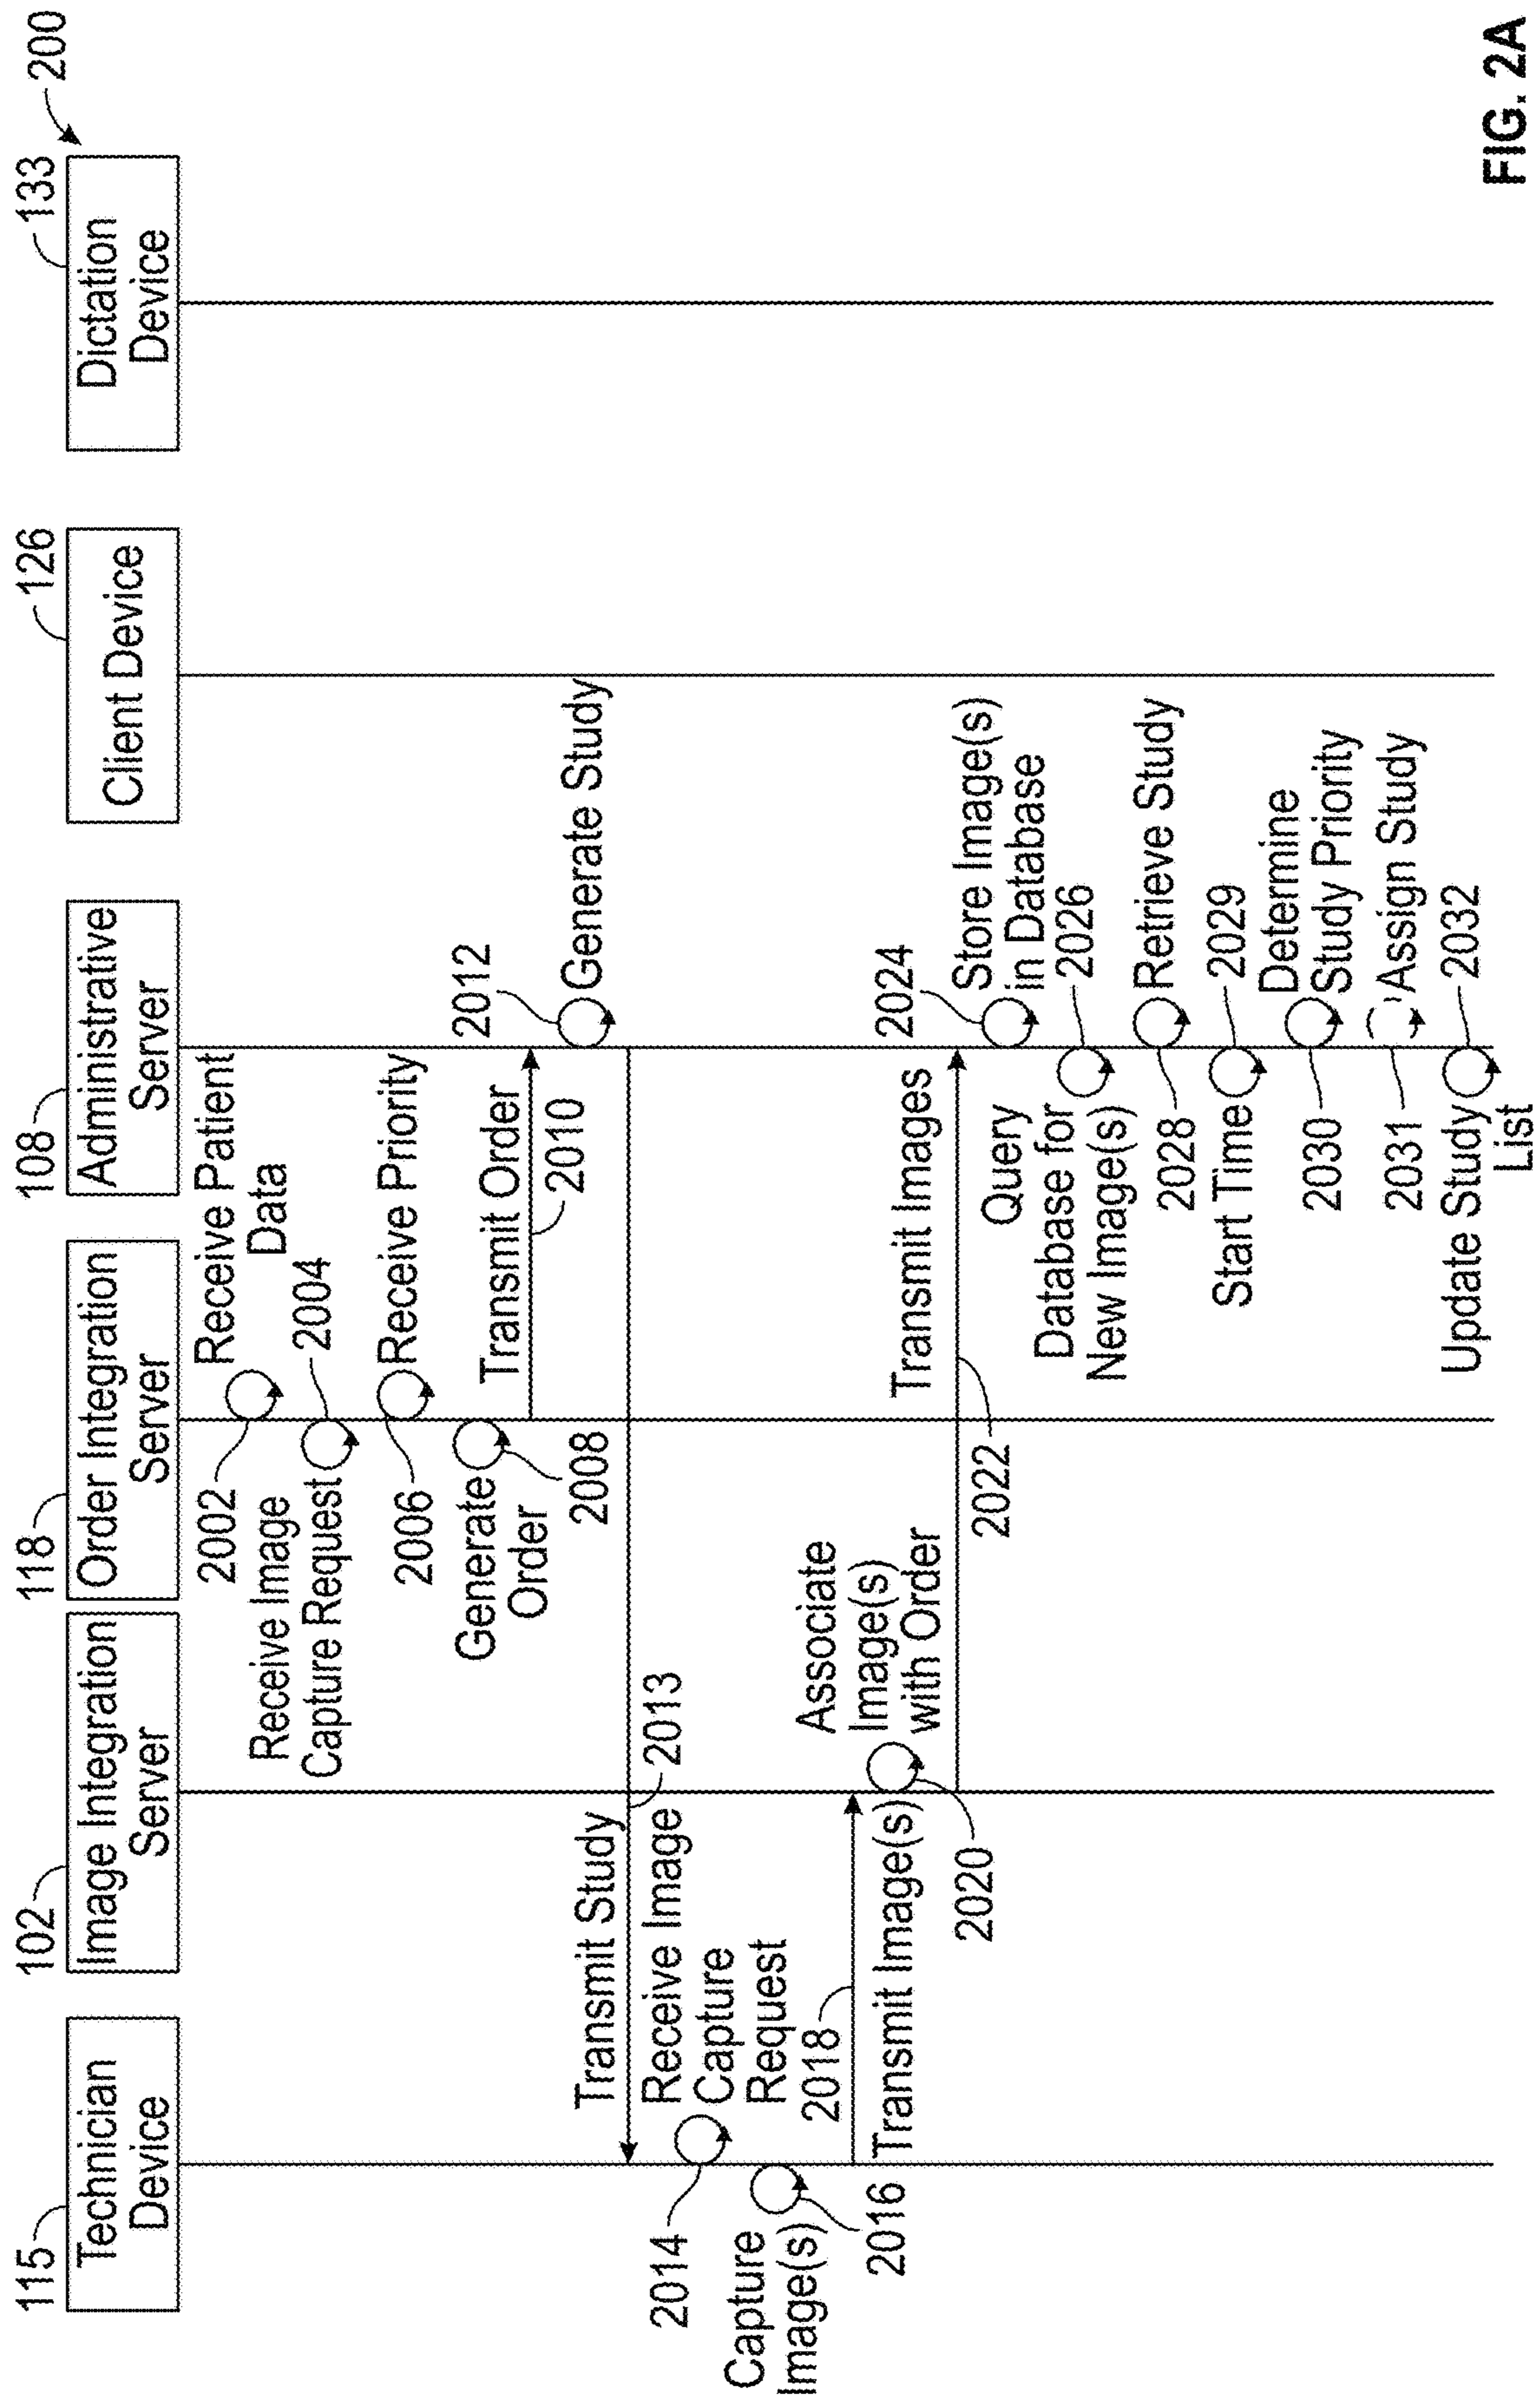 200
115
Technician
Device
102
Image Integration
Server
118
Order Integration
Server
108
Administrative
Server
126
Client Device
133
Dictation
Device
Receive Patient
Data
2002
Receive Image
Capture Request
2004
Receive Priority
2006
Generate
Order
2008
Transmit Order
2010
2012
Generate Study
Transmit Study
2013
Receive Image
Capture
Request
2014
Capture
Image(s)
2016
2018
Transmit Image(s)
Associate
Image(s)
with Order
2020
Transmit Images
2022
2024
Store Image(s)
in Database
Query
Database for
New Image(s)
2026
Retrieve Study
2028
Start Time
2029
Determine
Study Priority
2030
Assign Study
2031
Update Study
List
2032
FIG. 2A